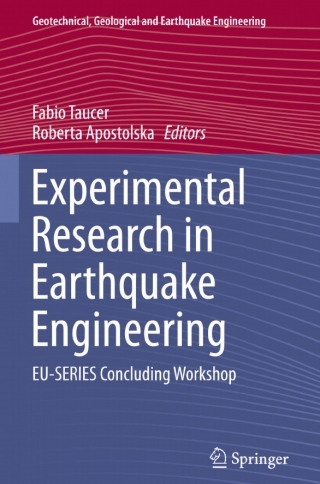 Geotechnical, Geological and Earthquake Engineering
Fabio Taucer
Roberta Apostolska Editors
Experimental
Research in
Earthquake
Engineering
EU-SERIES Concluding Workshop
Springer